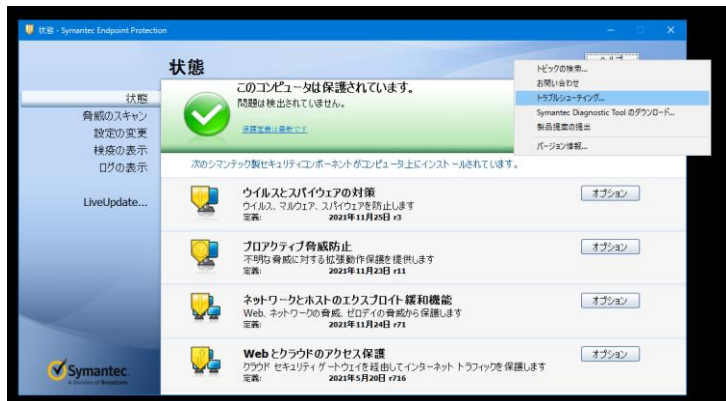 状態 - Symantec Endpoint Protection
状態
ヘルプ
トピックの検索...
お問い合わせ
トラブルシューティング...
Symantec Diagnostic Tool のダウンロード...
製品提案の提出
バージョン情報...
状態
脅威のスキャン
設定の変更
検疫の表示
ログの表示
LiveUpdate...
このコンピュータは保護されています。
問題は検出されていません。
保護定義は最新です
次のシマンテック製セキュリティコンポーネントがコンピュータ上にインストールされています。
ウイルスとスパイウェアの対策
ウイルス、マルウェア、スパイウェアを防止します
定義: 2021年11月25日 r3
オプション
プロアクティブ脅威防止
不明な脅威に対する拡張動作保護を提供します
定義: 2021年11月23日 r11
オプション
ネットワークとホストのエクスプロイト緩和機能
Web、ネットワークの脅威、ゼロデイの脅威から保護します
定義: 2021年11月24日 r71
オプション
Web とクラウドのアクセス保護
クラウド セキュリティ ゲートウェイを経由してインターネット トラフィックを保護します
定義: 2021年5月20日 r716
オプション
Symantec
A Division of Broadcom